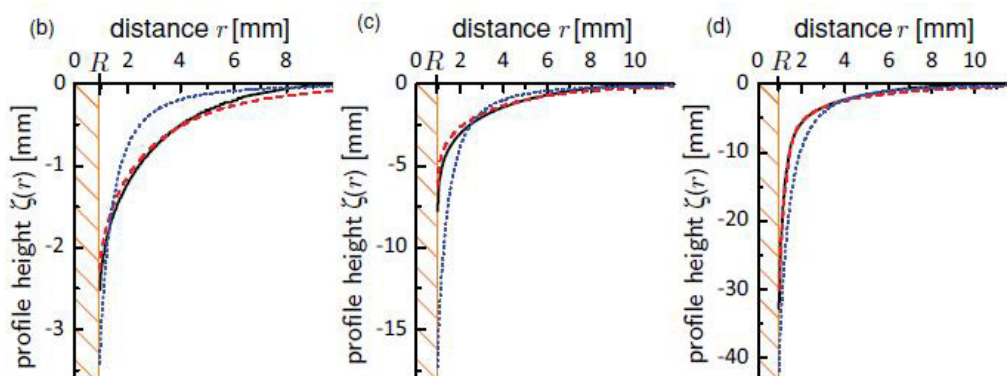 (b) distance r [mm]
0 R 2 4 6 8
0
-1
-2
-3
profile height ζ(r) [mm]
(c) distance r [mm]
0 R 2 4 6 8 10
0
-5
-10
-15
profile height ζ(r) [mm]
(d) distance r [mm]
0 R 4 6 8 10
0
-10
-20
-30
-40
profile height ζ(r) [mm]